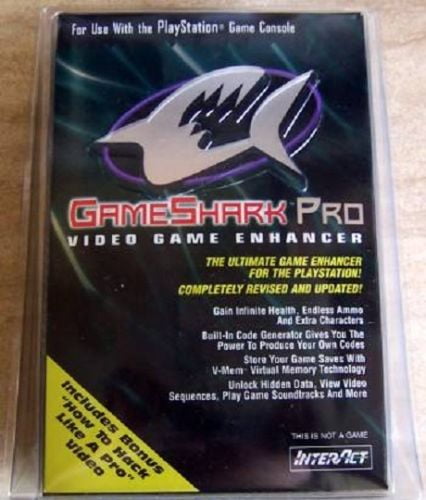 For Use With the PlayStation® Game Console
GAMESHARK™ PRO
VIDEO GAME ENHANCER
THE ULTIMATE GAME ENHANCER
FOR THE PLAYSTATION!
COMPLETELY REVISED AND UPDATED!
Gain Infinite Health, Endless Ammo
And Extra Characters
Built-In Code Generator Gives You The
Power To Produce Your Own Codes
Store Your Game Saves With
V-Mem™ Virtual Memory Technology
Unlock Hidden Data, View Video
Sequences, Play Game Soundtracks And More
Includes Bonus
"How To Hack
Like A Pro"
Video
THIS IS NOT A GAME
INTERACT